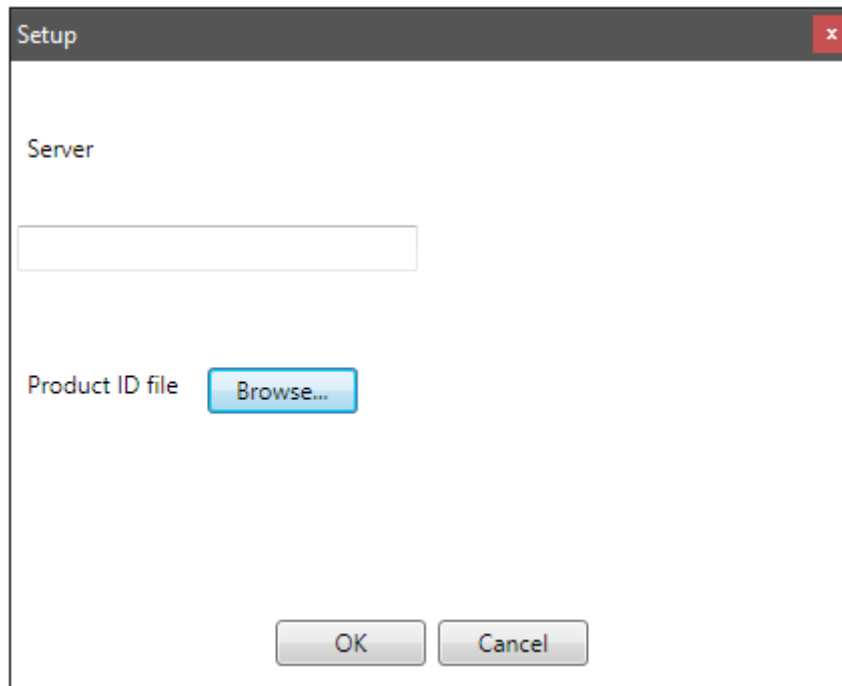 Setup
x
Server
Product ID file
Browse...
OK
Cancel